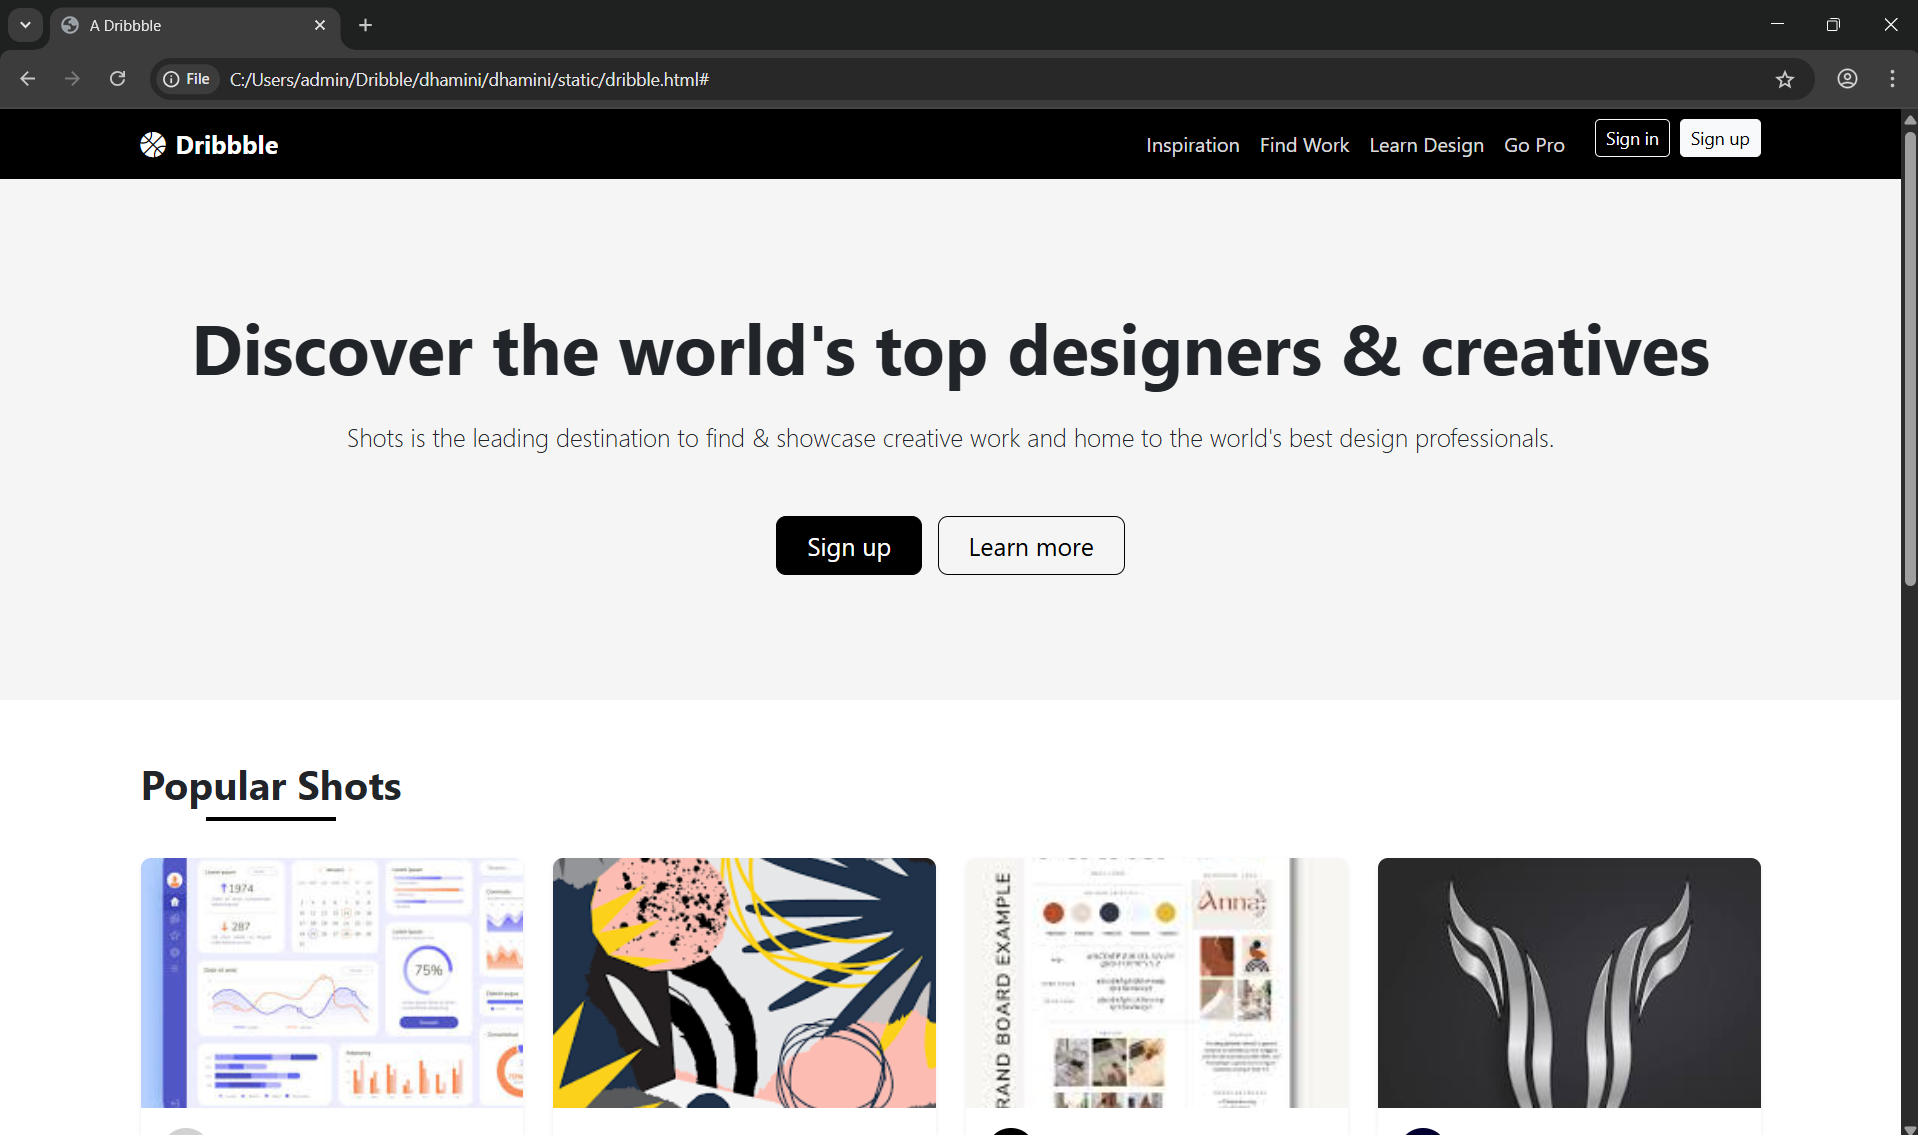 A Dribbble
File
C:/Users/admin/Dribble/dhamini/dhamini/static/dribble.html#
Dribbble
Inspiration
Find Work
Learn Design
Go Pro
Sign in
Sign up
Discover the world's top designers & creatives
Shots is the leading destination to find & showcase creative work and home to the world's best design professionals.
Sign up
Learn more
Popular Shots
1974
287
75%
RAND BOARD EXAMPLE
Anna